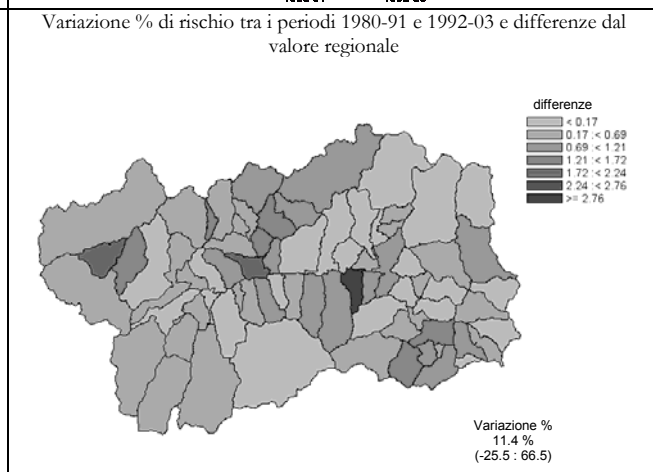 Variazione % di rischio tra i periodi 1980-91 e 1992-03 e differenze dal
valore regionale
differenze
< 0.17
0.17 :< 0.69
0.69 :< 1.21
1.21 :< 1.72
1.72 :< 2.24
2.24 :< 2.76
>= 2.76
Variazione %
11.4 %
(-25.5 : 66.5)